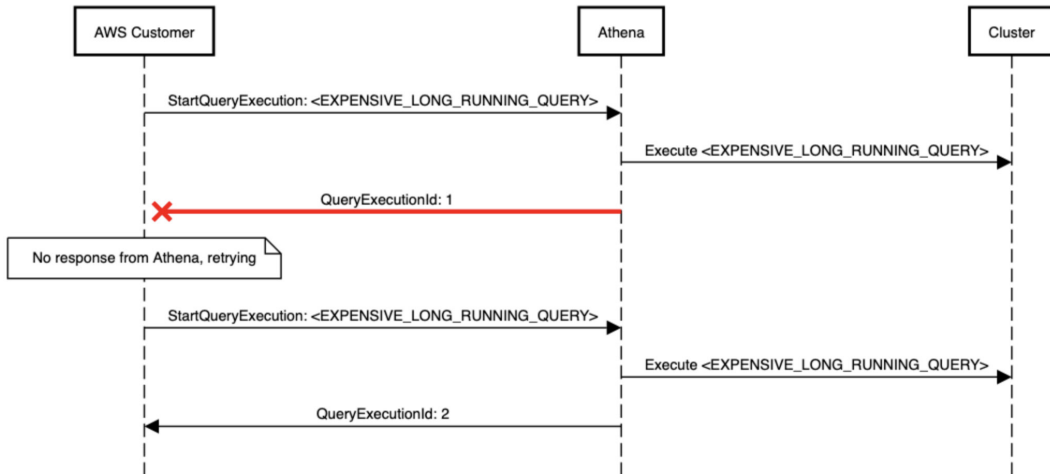 AWS Customer
Athena
Cluster
StartQueryExecution: <EXPENSIVE_LONG_RUNNING_QUERY>
Execute <EXPENSIVE_LONG_RUNNING_QUERY>
QueryExecutionId: 1
No response from Athena, retrying
StartQueryExecution: <EXPENSIVE_LONG_RUNNING_QUERY>
Execute <EXPENSIVE_LONG_RUNNING_QUERY>
QueryExecutionId: 2